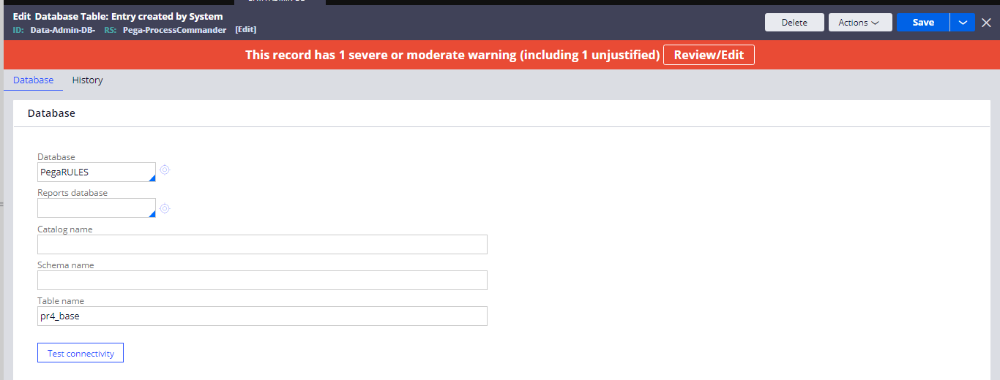 Edit Database Table: Entry created by System
ID: Data-Admin-DB- RS: Pega-ProcessCommander [Edit]
Delete
Actions
Save
This record has 1 severe or moderate warning (including 1 unjustified)
Review/Edit
Database
History
Database
Database
PegaRULES
Reports database
Catalog name
Schema name
Table name
pr4_base
Test connectivity